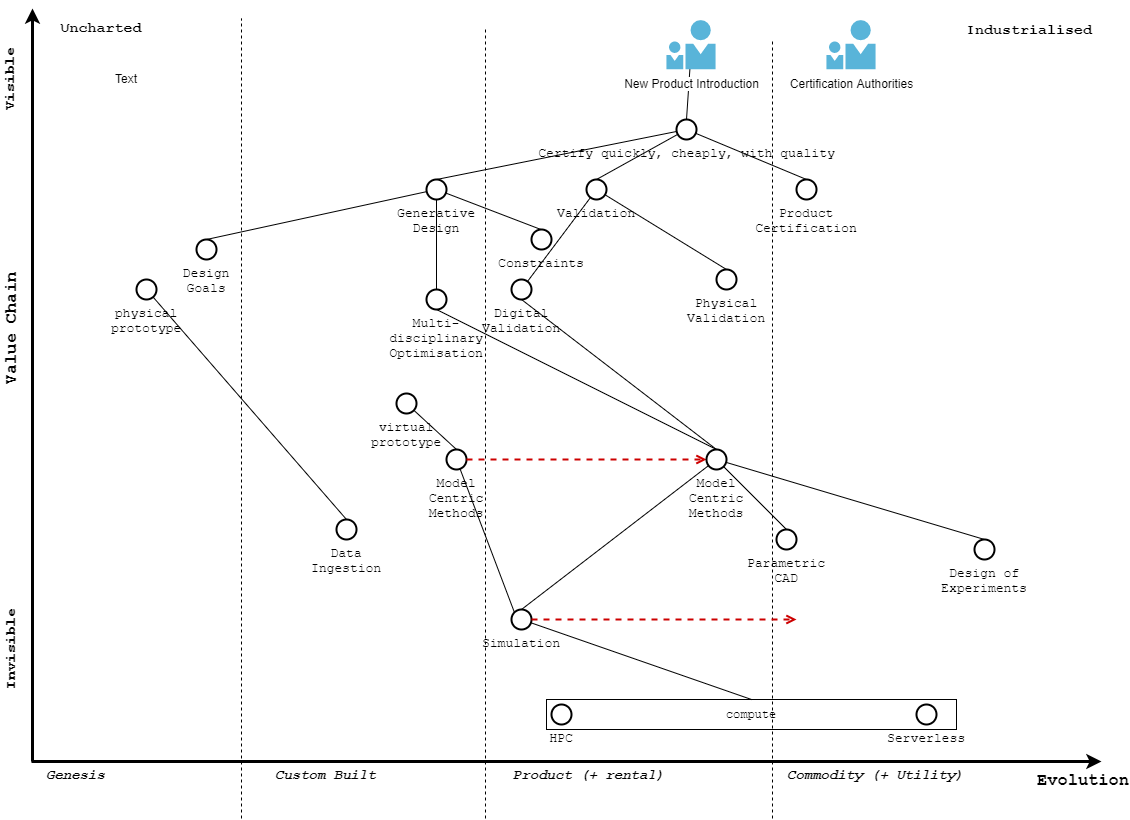 Uncharted
Industrialised
Visible
Text
New Product Introduction
Certification Authorities
Certify quickly, cheaply, with quality
Generative
Design
Validation
Product
Certification
Constraints
Design
Goals
Value Chain
physical
prototype
Multi-
disciplinary
Optimisation
Digital
Validation
Physical
Validation
virtual
prototype
Model
Centric
Methods
Model
Centric
Methods
Data
Ingestion
Parametric
CAD
Design of
Experiments
Invisible
Simulation
compute
HPC
Serverless
Genesis
Custom Built
Product (+ rental)
Commodity (+ Utility)
Evolution